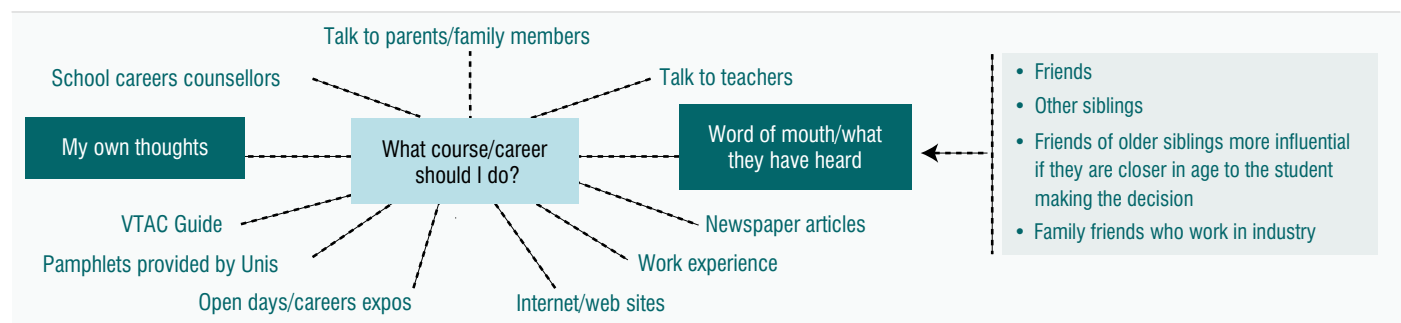 Talk to parents/family members
School careers counsellors
Talk to teachers
My own thoughts
What course/career
should I do?
Word of mouth/what
they have heard
• Friends
• Other siblings
• Friends of older siblings more influential
if they are closer in age to the student
making the decision
• Family friends who work in industry
VTAC Guide
Newspaper articles
Pamphlets provided by Unis
Work experience
Open days/careers expos
Internet/web sites